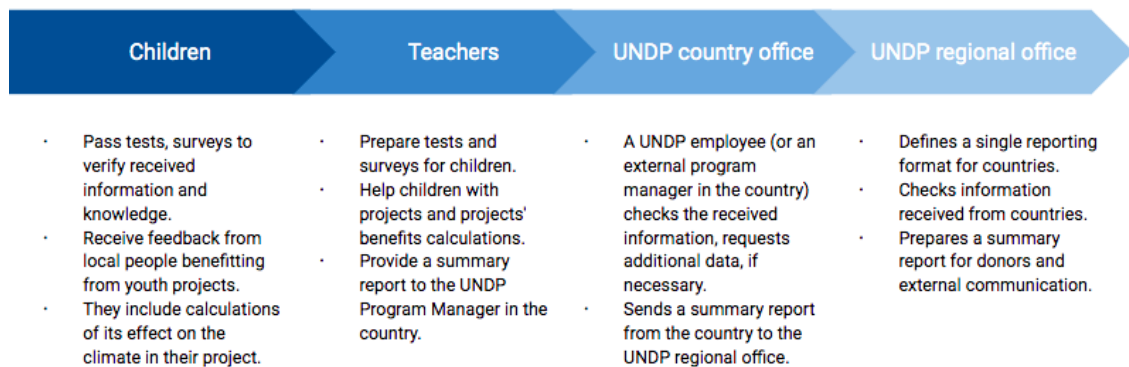 Children
Teachers
UNDP country office
UNDP regional office
· Pass tests, surveys to
verify received
information and
knowledge.
· Receive feedback from
local people benefitting
from youth projects.
· They include calculations
of its effect on the
climate in their project.
· Prepare tests and
surveys for children.
· Help children with
projects and projects'
benefits calculations.
· Provide a summary
report to the UNDP
Program Manager in the
country.
· A UNDP employee (or an
external program
manager in the country)
checks the received
information, requests
additional data, if
necessary.
· Sends a summary report
from the country to the
UNDP regional office.
· Defines a single reporting
format for countries.
· Checks information
received from countries.
· Prepares a summary
report for donors and
external communication.